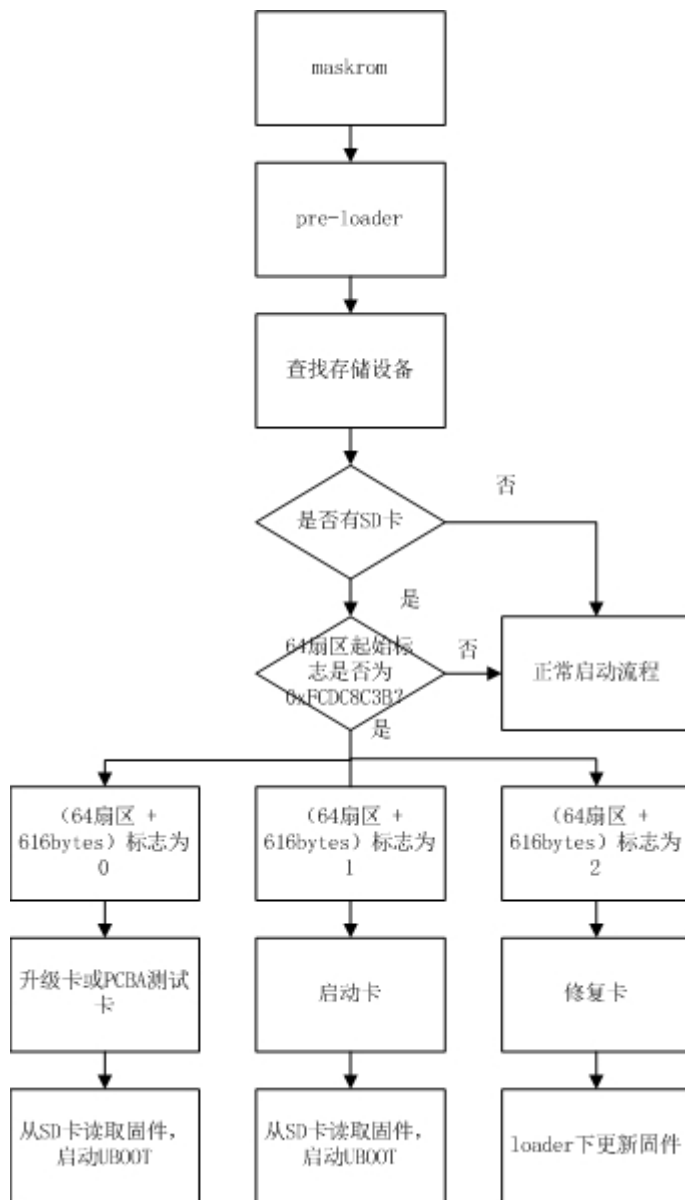 maskrom
pre-loader
查找存储设备
否
是否有SD卡
是
64扇区起始标
志是否为
0xFCDC8C3B?
否
正常启动流程
是
（64扇区 +
616bytes）标志为
0
（64扇区 +
616bytes）标志为
1
（64扇区 +
616bytes）标志为
2
升级卡或PCBA测试
卡
启动卡
修复卡
从SD卡读取固件，
启动UBOOT
从SD卡读取固件，
启动UBOOT
loader下更新固件